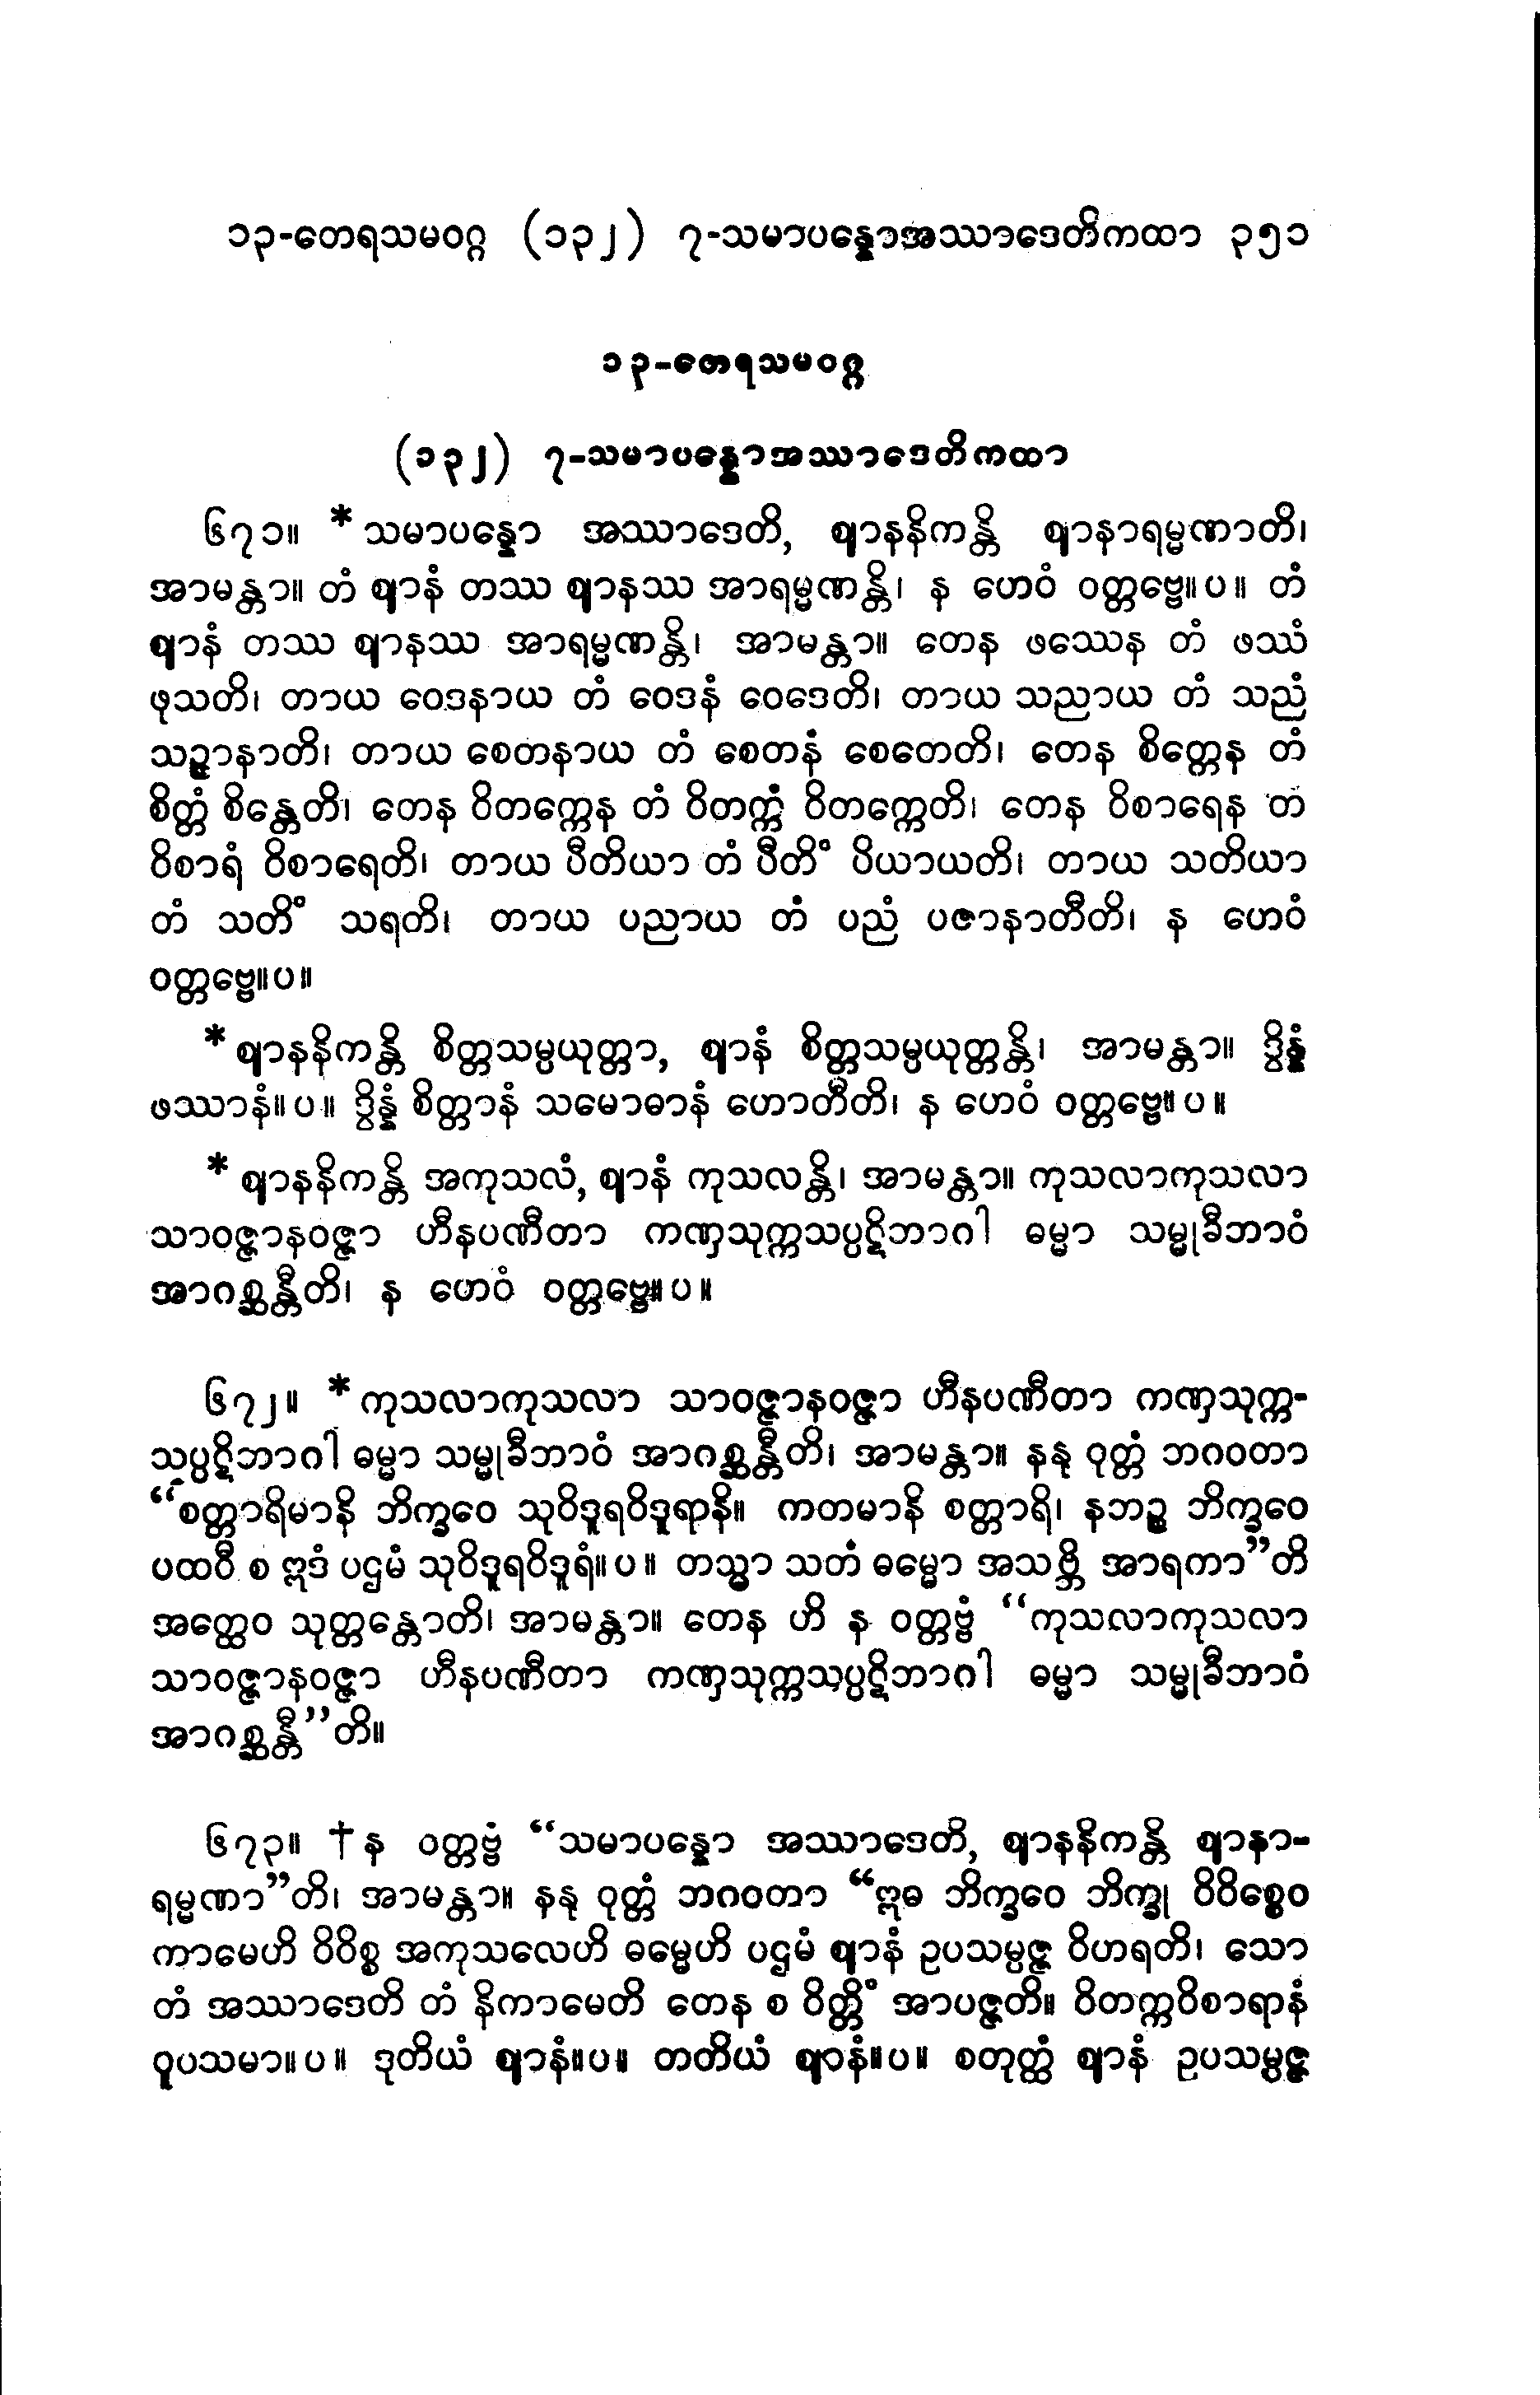 ၁၃-တေရသမဝဂ္ဂ (၁၃၂) ၇-သမာပန္နောအဿာဒေတိကထာ ၃၅၁
၁၃-တေရသမဝဂ္ဂ
(၁၃၂) ၇-သမာပန္နောအဿာဒေတိကထာ
၆၇၁။ * သမာပန္နော အဿာဒေတိ, ဈာနနိကန္တိ ဈာနာရမ္မဏာတိ၊
အာမန္တာ။ တံ ဈာနံ တဿ ဈာနဿ အာရမ္မဏန္တိ၊ န ဟေဝံ ဝတ္တဗ္ဗေ။ပ။ တံ
ဈာနံ တဿ ဈာနဿ အာရမ္မဏန္တိ၊ အာမန္တာ။ တေန ဖဿေန တံ ဖဿံ
ဖုသတိ၊ တာယ ဝေဒနာယ တံ ဝေဒနံ ဝေဒေတိ၊ တာယ သညာယ တံ သညံ
သဉ္ဇာနာတိ၊ တာယ စေတနာယ တံ စေတနံ စေတေတိ၊ တေန စိတ္တေန တံ
စိတ္တံ စိန္တေတိ၊ တေန ဝိတက္ကေန တံ ဝိတက္ကံ ဝိတက္ကေတိ၊ တေန ဝိစာရေန တံ
ဝိစာရံ ဝိစာရေတိ၊ တာယ ပီတိယာ တံ ပီတိံ ပိယာယတိ၊ တာယ သတိယာ
တံ သတိံ သရတိ၊ တာယ ပညာယ တံ ပညံ ပဇာနာတီတိ၊ န ဟေဝံ
ဝတ္တဗ္ဗေ။ပ။
* ဈာနနိကန္တိ စိတ္တသမ္ပယုတ္တာ, ဈာနံ စိတ္တသမ္ပယုတ္တန္တိ၊ အာမန္တာ။ ဒွိန္နံ
ဖဿာနံ။ပ။ ဒွိန္နံ စိတ္တာနံ သမောဓာနံ ဟောတီတိ၊ န ဟေဝံ ဝတ္တဗ္ဗေ။ပ။
* ဈာနနိကန္တိ အကုသလံ, ဈာနံ ကုသလန္တိ၊ အာမန္တာ။ ကုသလာကုသလာ
သာဝဇ္ဇာနဝဇ္ဇာ ဟီနပဏီတာ ကဏှသုက္ကသပ္ပဋိဘာဂါ ဓမ္မာ သမ္မုခီဘာဝံ
အာဂစ္ဆန္တီတိ၊ န ဟေဝံ ဝတ္တဗ္ဗေ။ပ။
၆၇၂။ * ကုသလာကုသလာ သာဝဇ္ဇာနဝဇ္ဇာ ဟီနပဏီတာ ကဏှသုက္က-
သပ္ပဋိဘာဂါ ဓမ္မာ သမ္မုခီဘာဝံ အာဂစ္ဆန္တီတိ၊ အာမန္တာ။ နနု ဝုတ္တံ ဘဂဝတာ
“စတ္တာရိမာနိ ဘိက္ခဝေ သုဝိဒူရဝိဒူရာနိ။ ကတမာနိ စတ္တာရိ၊ နဘဉ္စ ဘိက္ခဝေ
ပထဝီ စ ဣဒံ ပဌမံ သုဝိဒူရဝိဒူရံ။ပ။ တသ္မာ သတံ ဓမ္မော အသဗ္ဘိ အာရကာ”တိ
အတ္ထေဝ သုတ္တန္တောတိ၊ အာမန္တာ။ တေန ဟိ န ဝတ္တဗ္ဗံ “ကုသလာကုသလာ
သာဝဇ္ဇာနဝဇ္ဇာ ဟီနပဏီတာ ကဏှသုက္ကသပ္ပဋိဘာဂါ ဓမ္မာ သမ္မုခီဘာဝံ
အာဂစ္ဆန္တီ”တိ။
၆၇၃။ † န ဝတ္တဗ္ဗံ “သမာပန္နော အဿာဒေတိ, ဈာနနိကန္တိ ဈာနာ-
ရမ္မဏာ”တိ၊ အာမန္တာ။ နနု ဝုတ္တံ ဘဂဝတာ “ဣဓ ဘိက္ခဝေ ဘိက္ခု ဝိဝိစ္စေဝ
ကာမေဟိ ဝိဝိစ္စ အကုသလေဟိ ဓမ္မေဟိ ပဌမံ ဈာနံ ဥပသမ္ပဇ္ဇ ဝိဟရတိ၊ သော
တံ အဿာဒေတိ တံ နိကာမေတိ တေန စ ဝိတ္တိံ အာပဇ္ဇတိ။ ဝိတက္ကဝိစာရာနံ
ဝူပသမာ။ပ။ ဒုတိယံ ဈာနံ။ပ။ တတိယံ ဈာနံ။ပ။ စတုတ္ထံ ဈာနံ ဥပသမ္ပဇ္ဇ